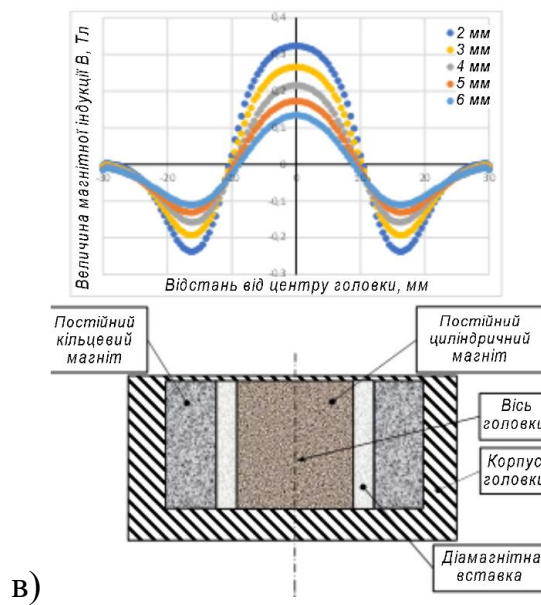 Величина магнітної індукції В, Тл
0,4
0,3
0,2
0,1
0
-0,1
-0,2
-0,3
-30
-20
-10
0
10
20
30
2 мм
3 мм
4 мм
5 мм
6 мм
Відстань від центру головки, мм
Постійний
кільцевий
магніт
Постійний
циліндричний
магніт
Вісь
головки
Корпус
головки
Діамагнітна
вставка
в)